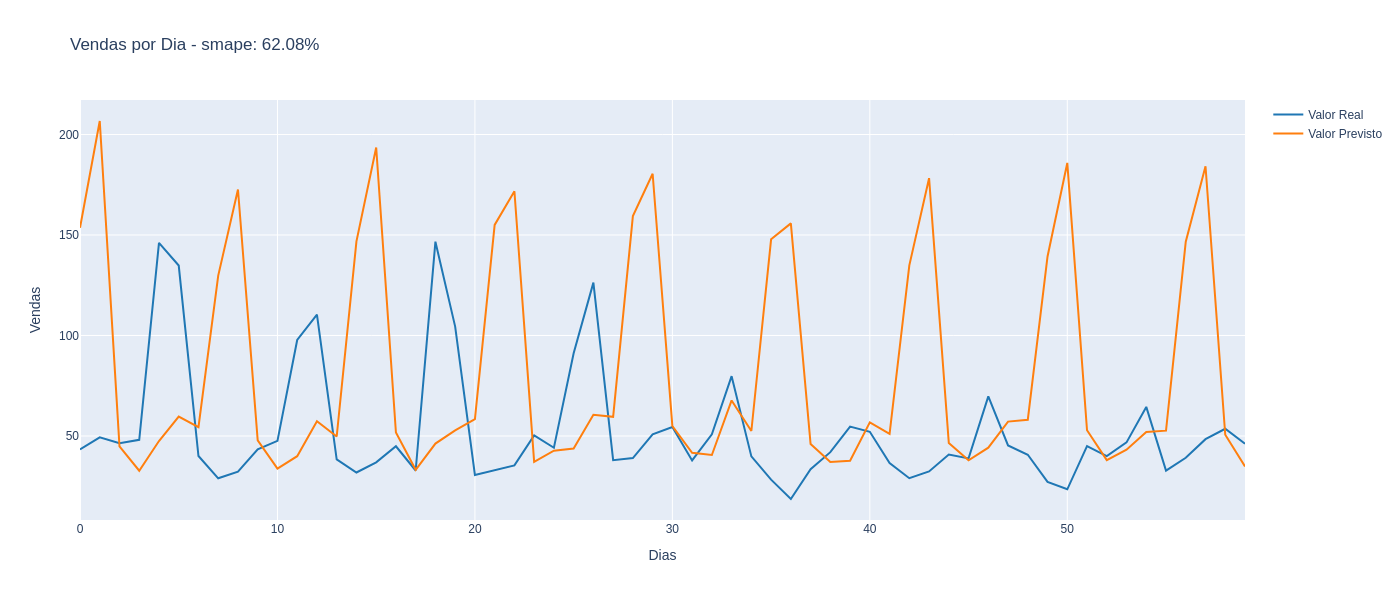 Vendas por Dia - smape: 62.08%
Valor Real
Valor Previsto
200
150
100
50
Vendas
0 10 20 30 40 50
Dias